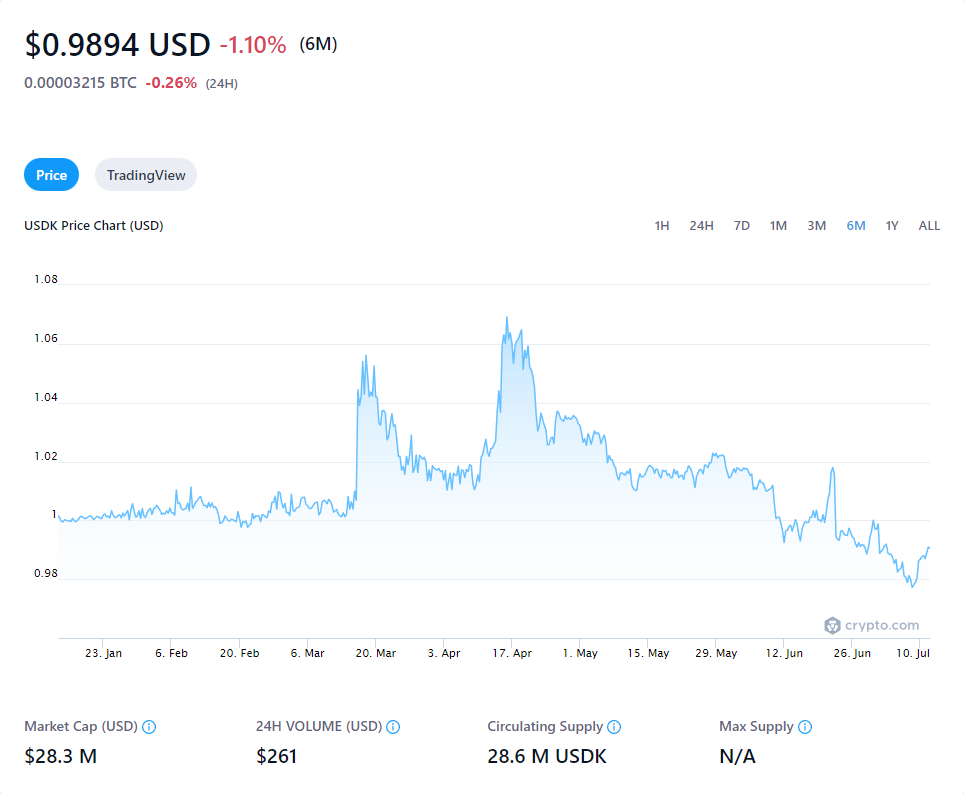 $0.9894 USD -1.10% (6M)
0.00003215 BTC -0.26% (24H)
Price TradingView
USDK Price Chart (USD) 1H 24H 7D 1M 3M 6M 1Y ALL
1.08
1.06
1.04
1.02
1
0.98
crypto.com
23. Jan 6. Feb 20. Feb 6. Mar 20. Mar 3. Apr 17. Apr 1. May 15. May 29. May 12. Jun 26. Jun 10. Jul
Market Cap (USD) 24H VOLUME (USD) Circulating Supply Max Supply
$28.3 M $261 28.6 M USDK N/A